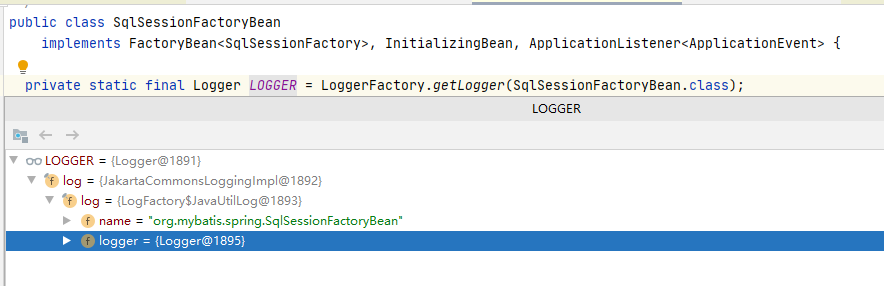 public class SqlSessionFactoryBean
implements FactoryBean<SqlSessionFactory>, InitializingBean, ApplicationListener<ApplicationEvent> {
private static final Logger LOGGER = LoggerFactory.getLogger(SqlSessionFactoryBean.class);
LOGGER
LOGGER = {Logger@1891}
log = {JakartaCommonsLoggingImpl@1892}
log = {LogFactory$JavaUtilLog@1893}
name = "org.mybatis.spring.SqlSessionFactoryBean"
logger = {Logger@1895}